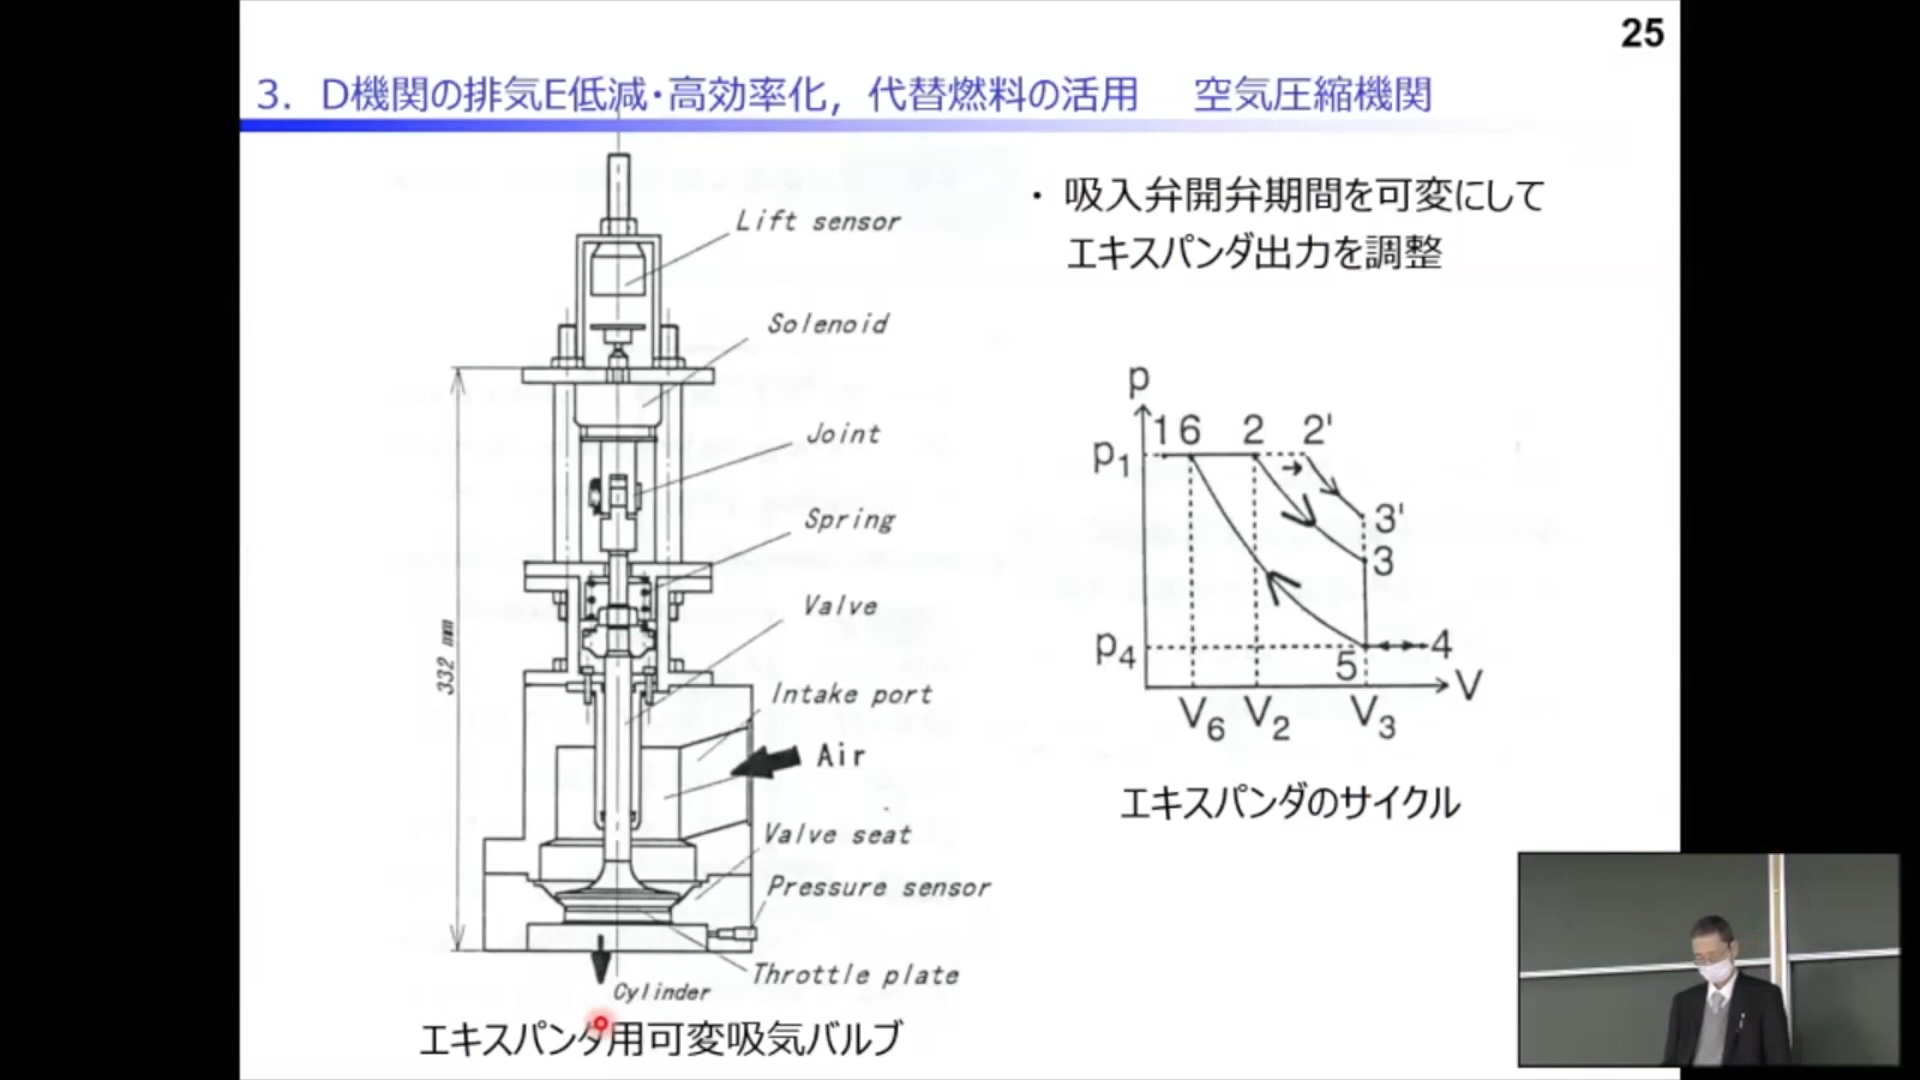 25
3. D機関の排気E低減・高効率化，代替燃料の活用　空気圧縮機関
Lift sensor
Solenoid
Joint
Spring
Valve
Intake port
Air
Valve seat
Pressure sensor
Throttle plate
Cylinder
332 mm
エキスパンダ用可変吸気バルブ
・ 吸入弁開弁期間を可変にして
エキスパンダ出力を調整
p
1 6 2 2'
p1
3'
3
p4
5
4
V
V6 V2 V3
エキスパンダのサイクル